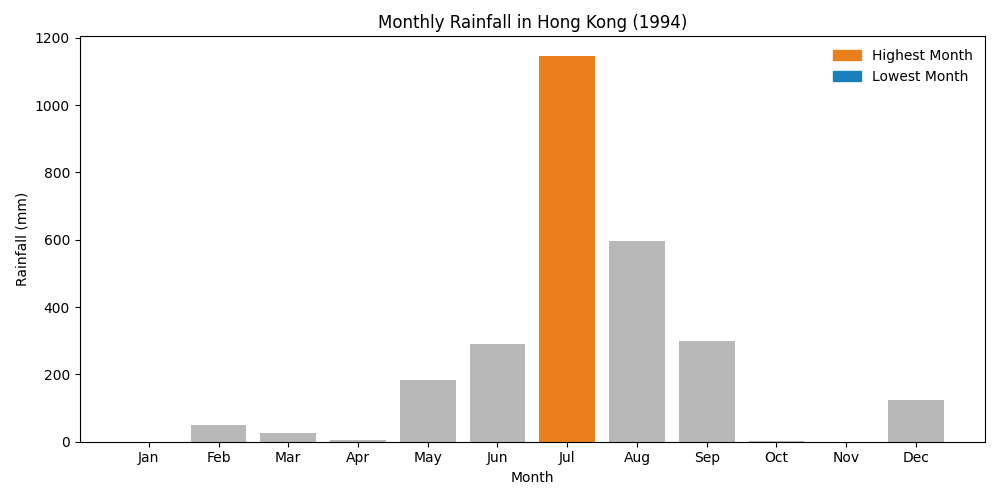 Monthly Rainfall in Hong Kong (1994)
1200
1000
800
600
400
200
0
Rainfall (mm)
Highest Month
Lowest Month
Jan Feb Mar Apr May Jun Jul Aug Sep Oct Nov Dec
Month